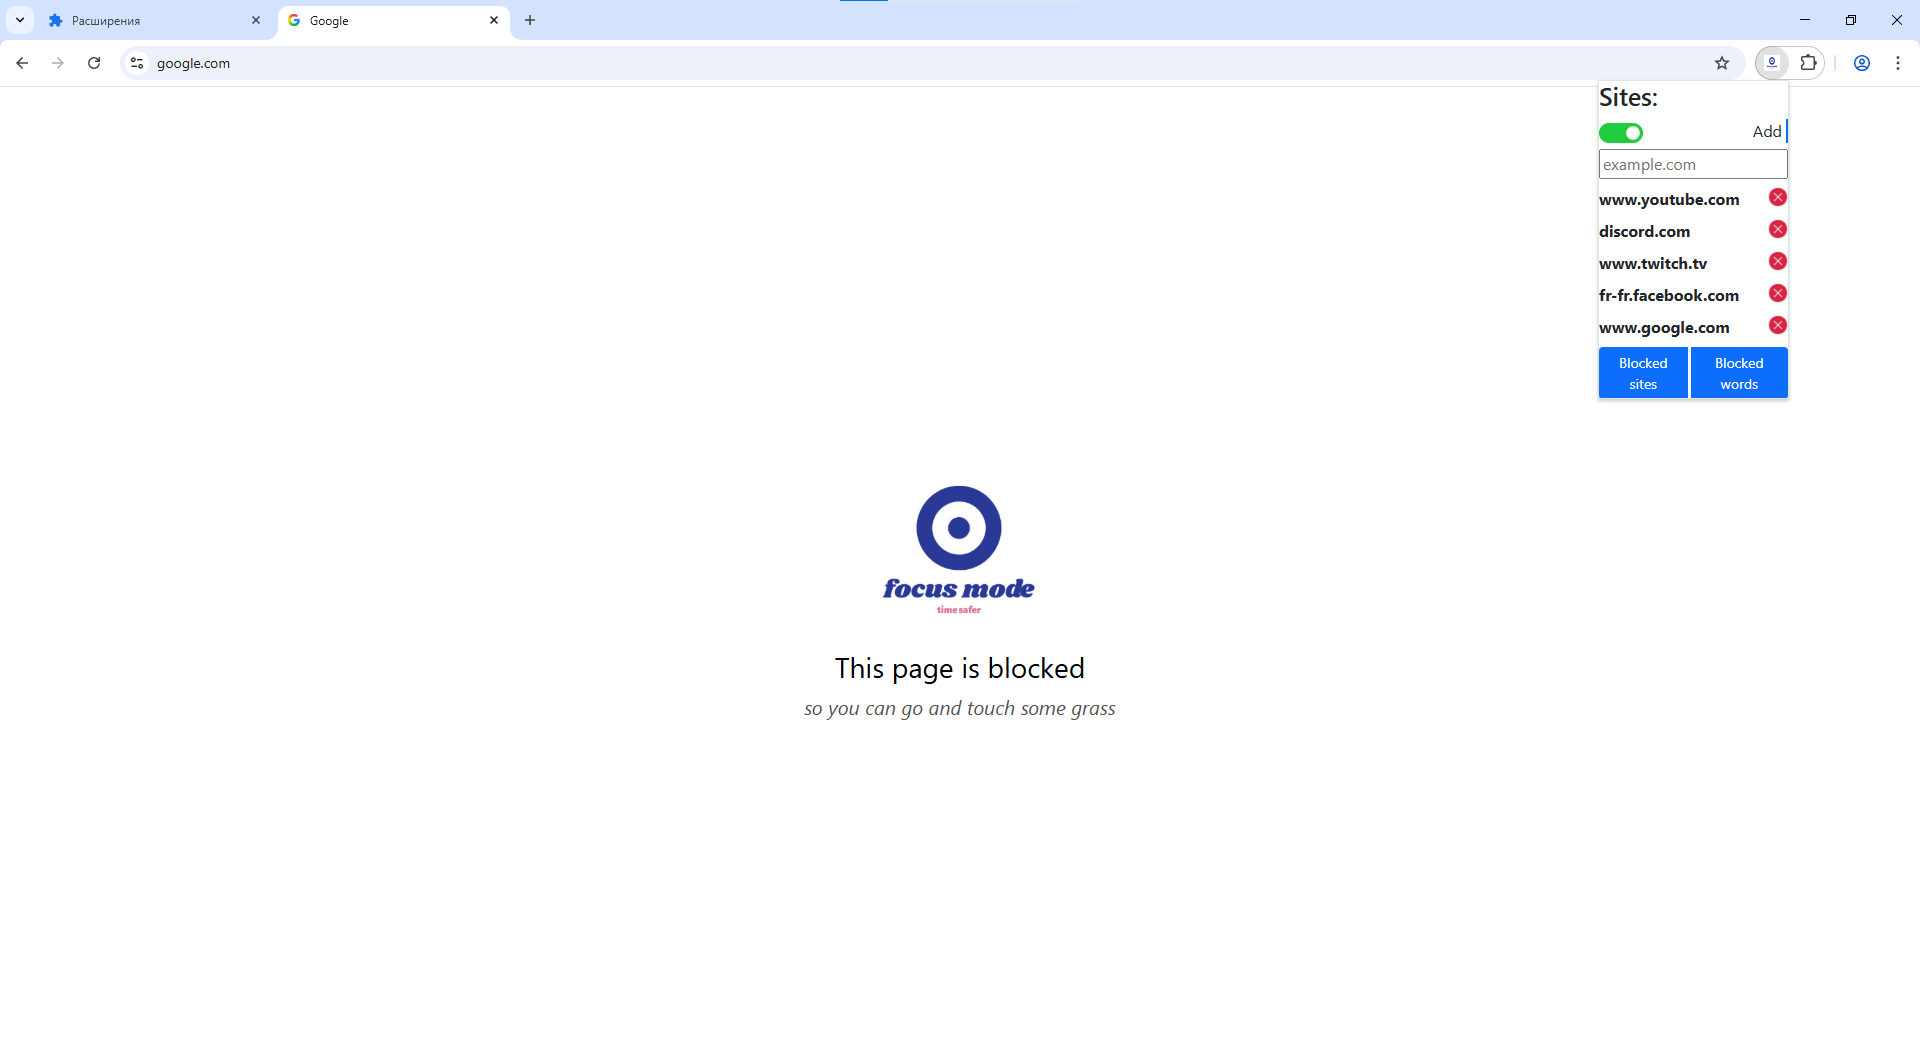 Расширения
Google
google.com
Sites:
Add
example.com
www.youtube.com
discord.com
www.twitch.tv
fr-fr.facebook.com
www.google.com
Blocked
sites
Blocked
words
focus mode
time safer
This page is blocked
so you can go and touch some grass